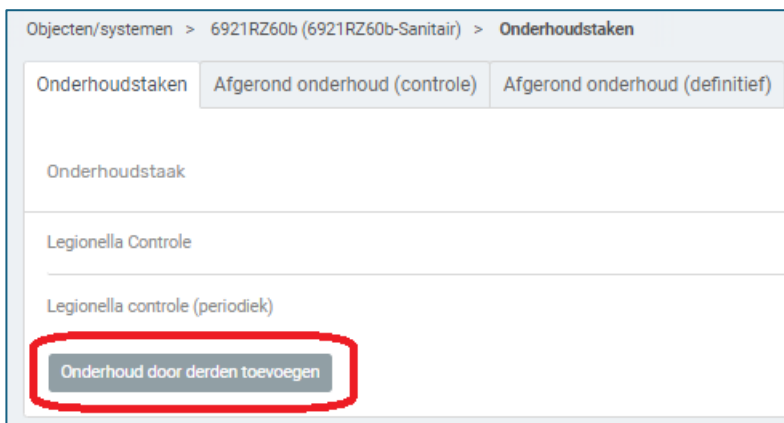 Objecten/systemen > 6921RZ60b (6921RZ60b-Sanitair) > Onderhoudstaken
Onderhoudstaken Afgerond onderhoud (controle) Afgerond onderhoud (definitief)
Onderhoudstaak
Legionella Controle
Legionella controle (periodiek)
Onderhoud door derden toevoegen